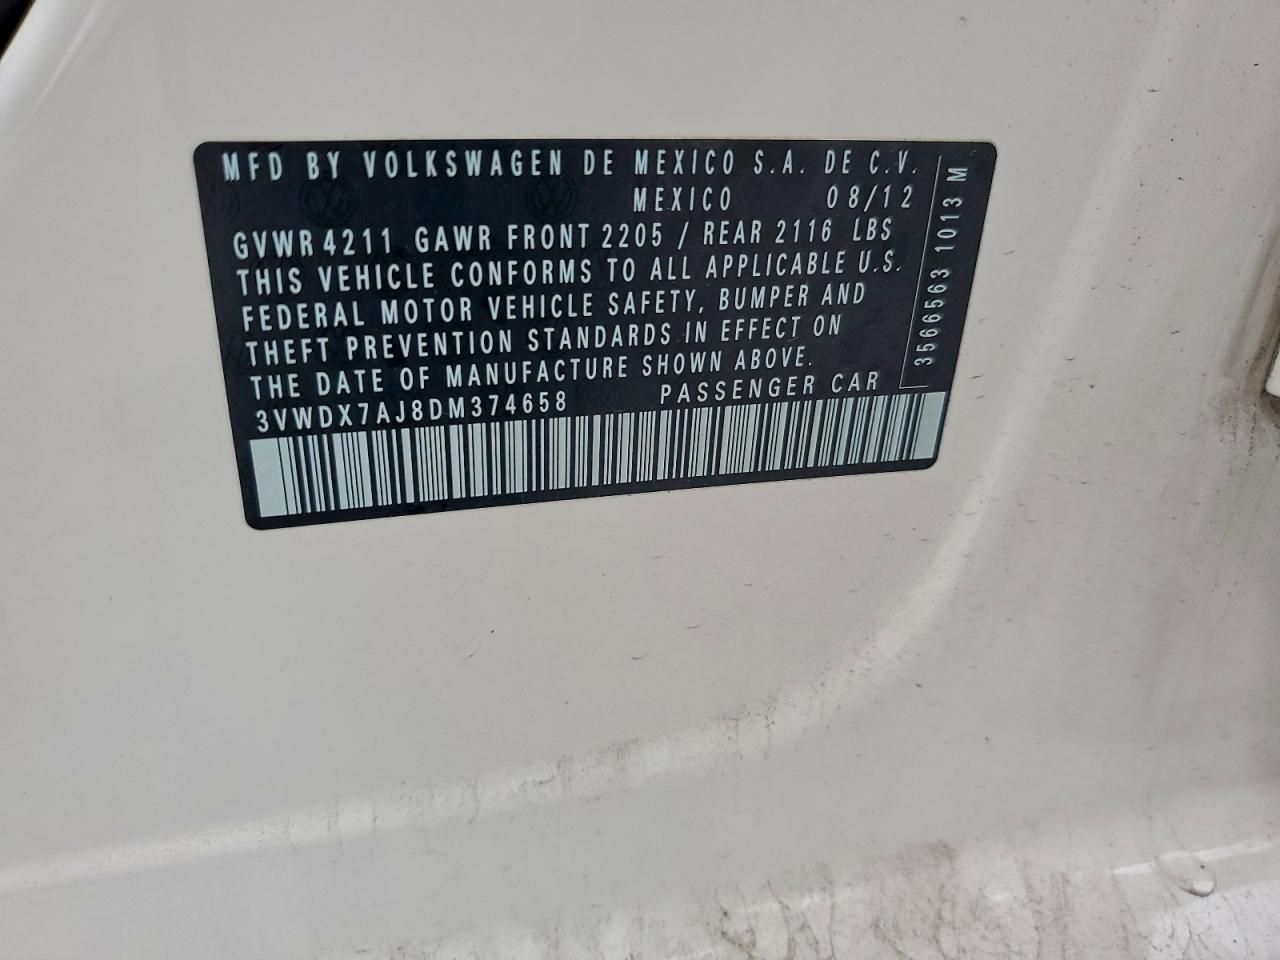 MFD BY VOLKSWAGEN DE MEXICO S.A. DE C.V.
MEXICO 08/12
GVWR 4211 GAWR FRONT 2205 / REAR 2116 LBS
THIS VEHICLE CONFORMS TO ALL APPLICABLE U.S.
FEDERAL MOTOR VEHICLE SAFETY, BUMPER AND
THEFT PREVENTION STANDARDS IN EFFECT ON
THE DATE OF MANUFACTURE SHOWN ABOVE.
3VWDX7AJ8DM374658 PASSENGER CAR
3566563 1013 M